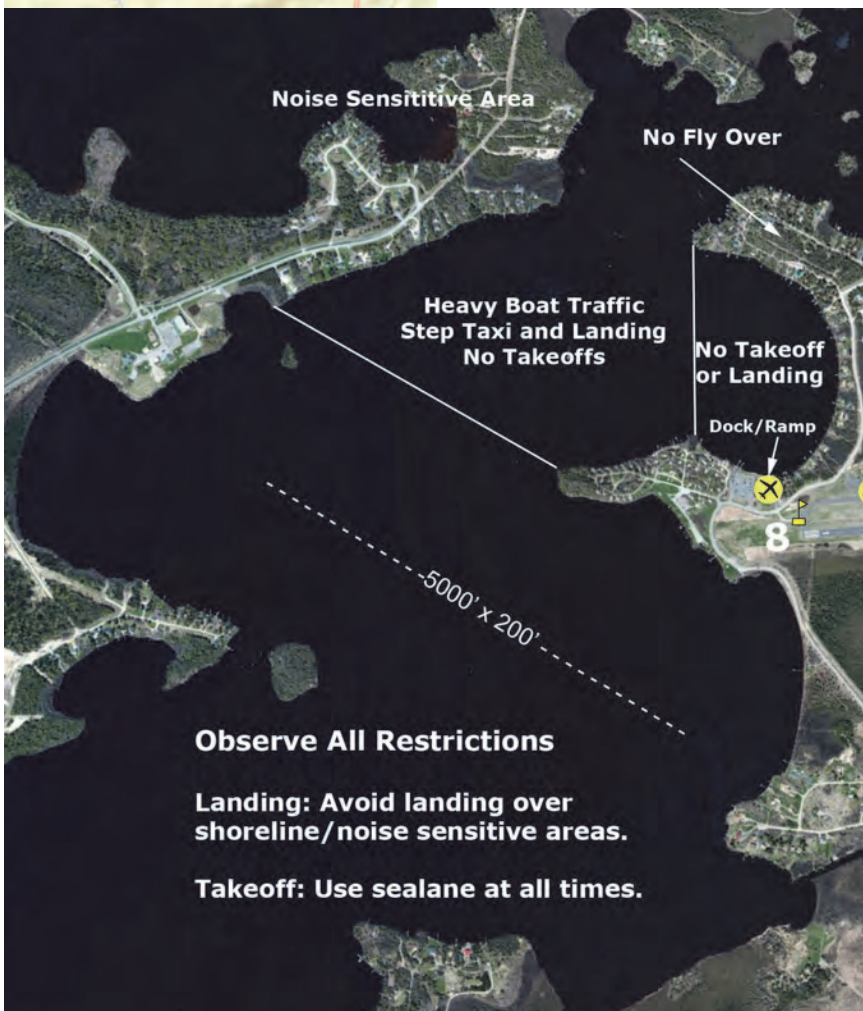 Noise Sensititive Area
No Fly Over
Heavy Boat Traffic
Step Taxi and Landing
No Takeoffs
No Takeoff
or Landing
Dock/Ramp
8
5000' x 200'
Observe All Restrictions
Landing: Avoid landing over
shoreline/noise sensitive areas.
Takeoff: Use sealane at all times.